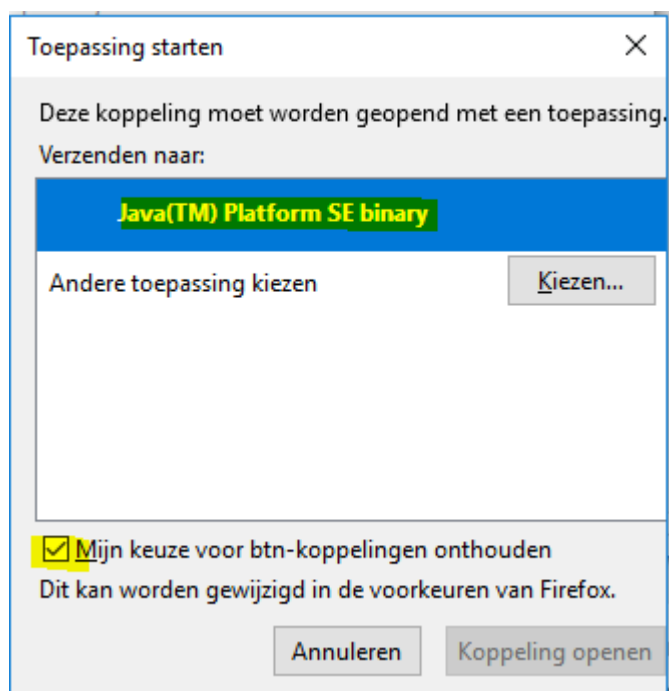 Toepassing starten
Deze koppeling moet worden geopend met een toepassing.
Verzenden naar:
Java(TM) Platform SE binary
Andere toepassing kiezen
Kiezen...
Mijn keuze voor btn-koppelingen onthouden
Dit kan worden gewijzigd in de voorkeuren van Firefox.
Annuleren
Koppeling openen